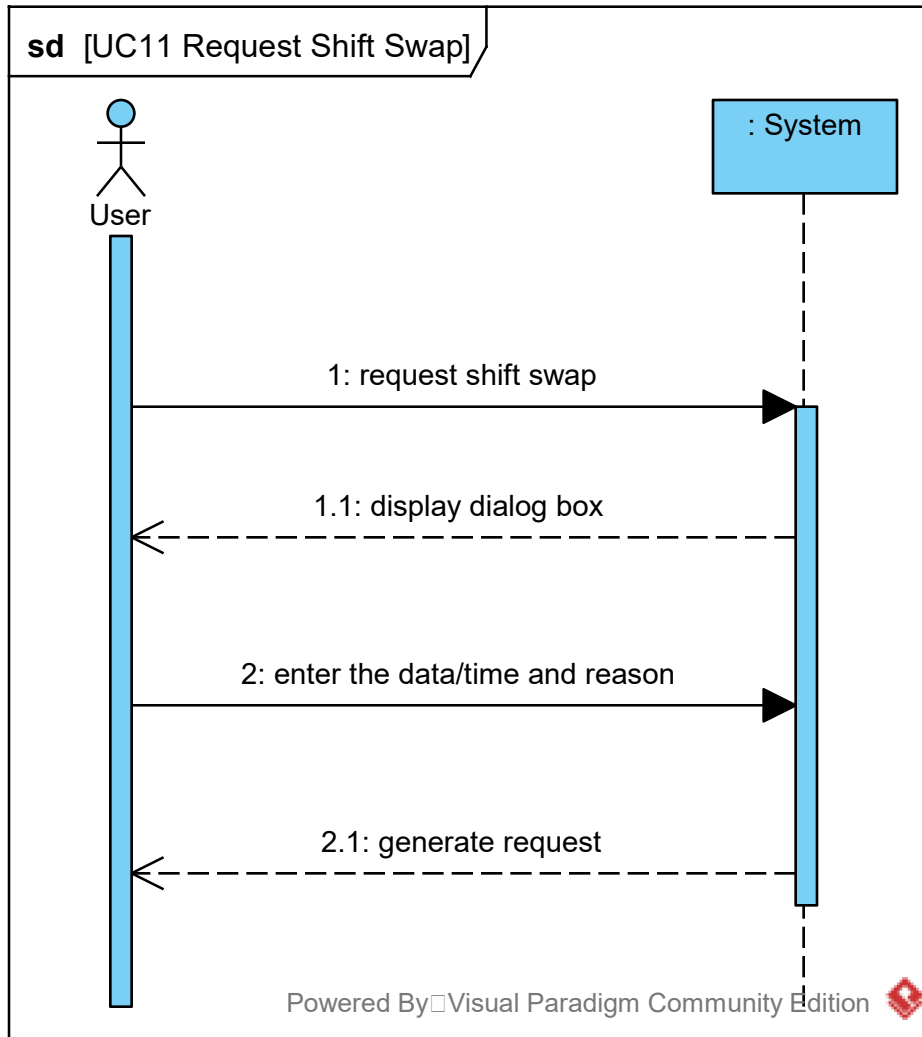 sd [UC11 Request Shift Swap]
: System
User
1: request shift swap
1.1: display dialog box
2: enter the data/time and reason
2.1: generate request
Powered By□Visual Paradigm Community Edition